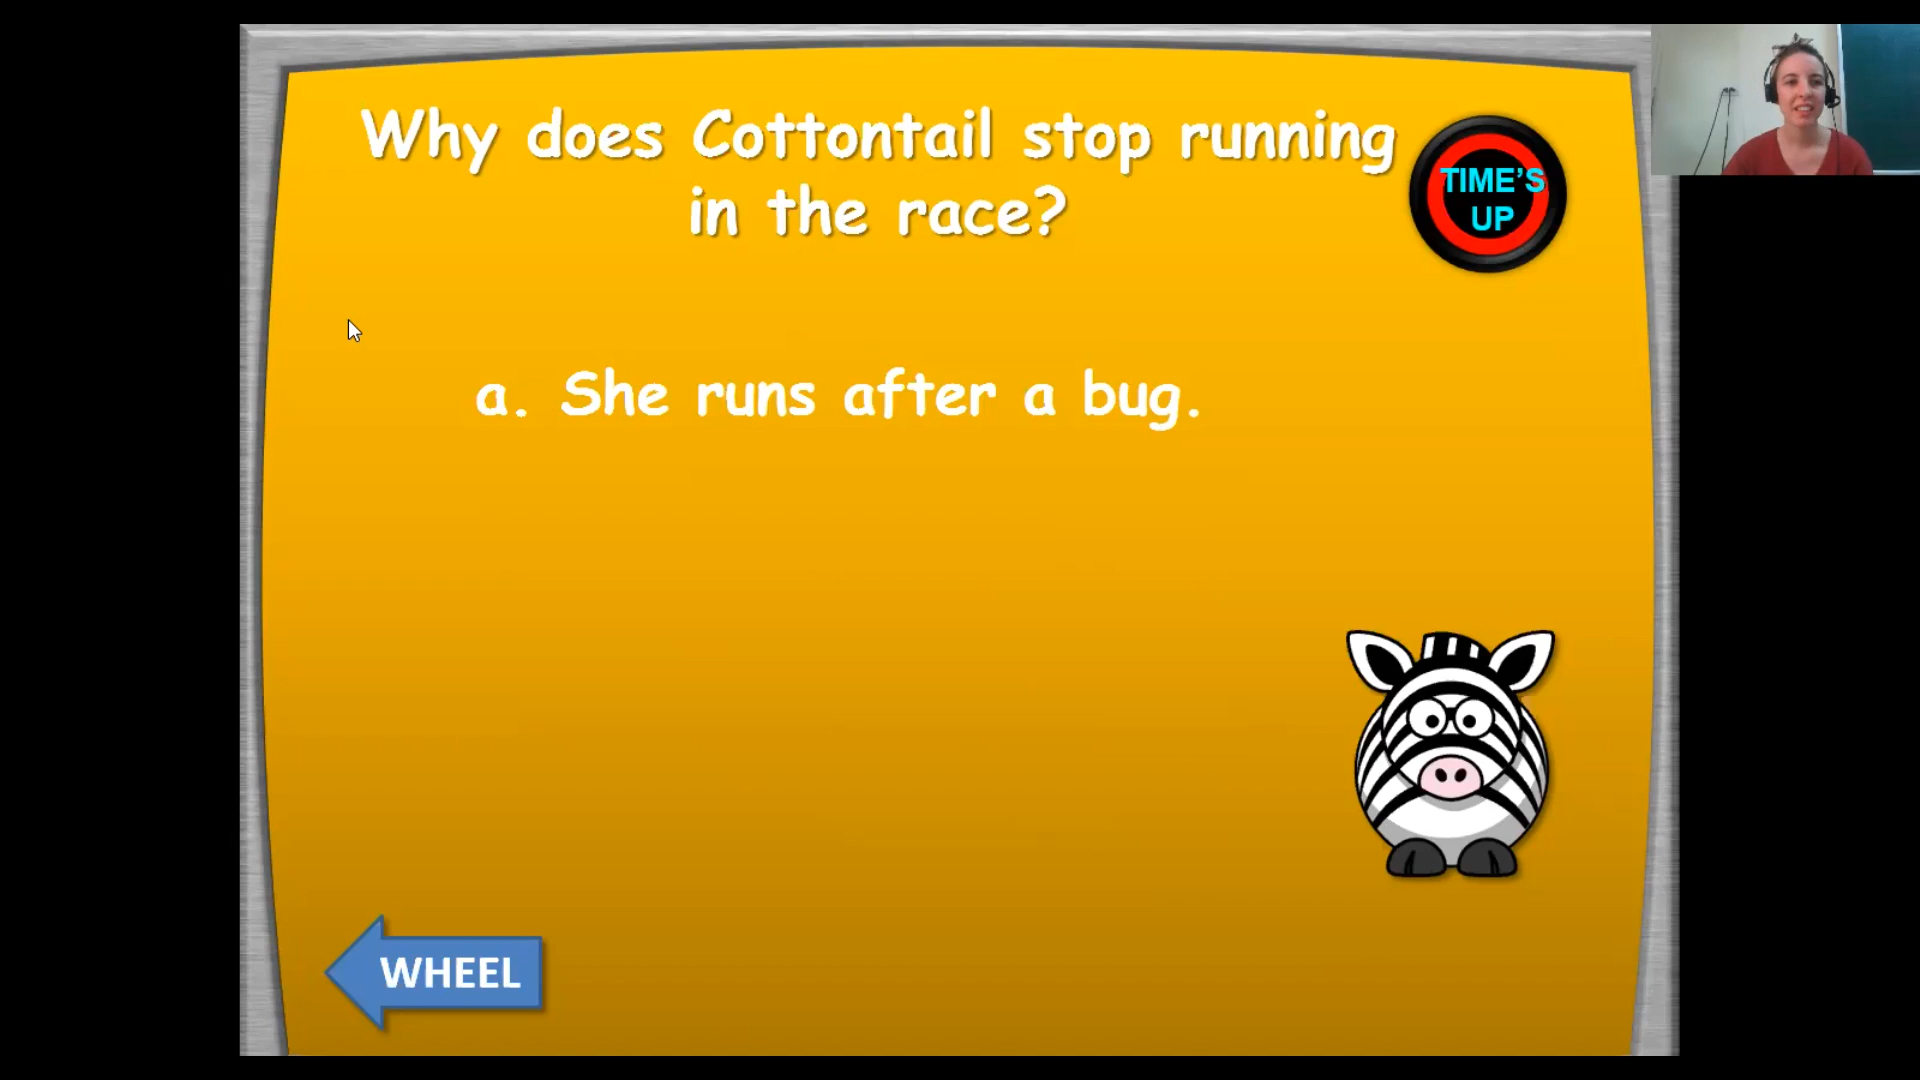 Why does Cottontail stop running
in the race?
TIME'S
UP
a. She runs after a bug.
WHEEL